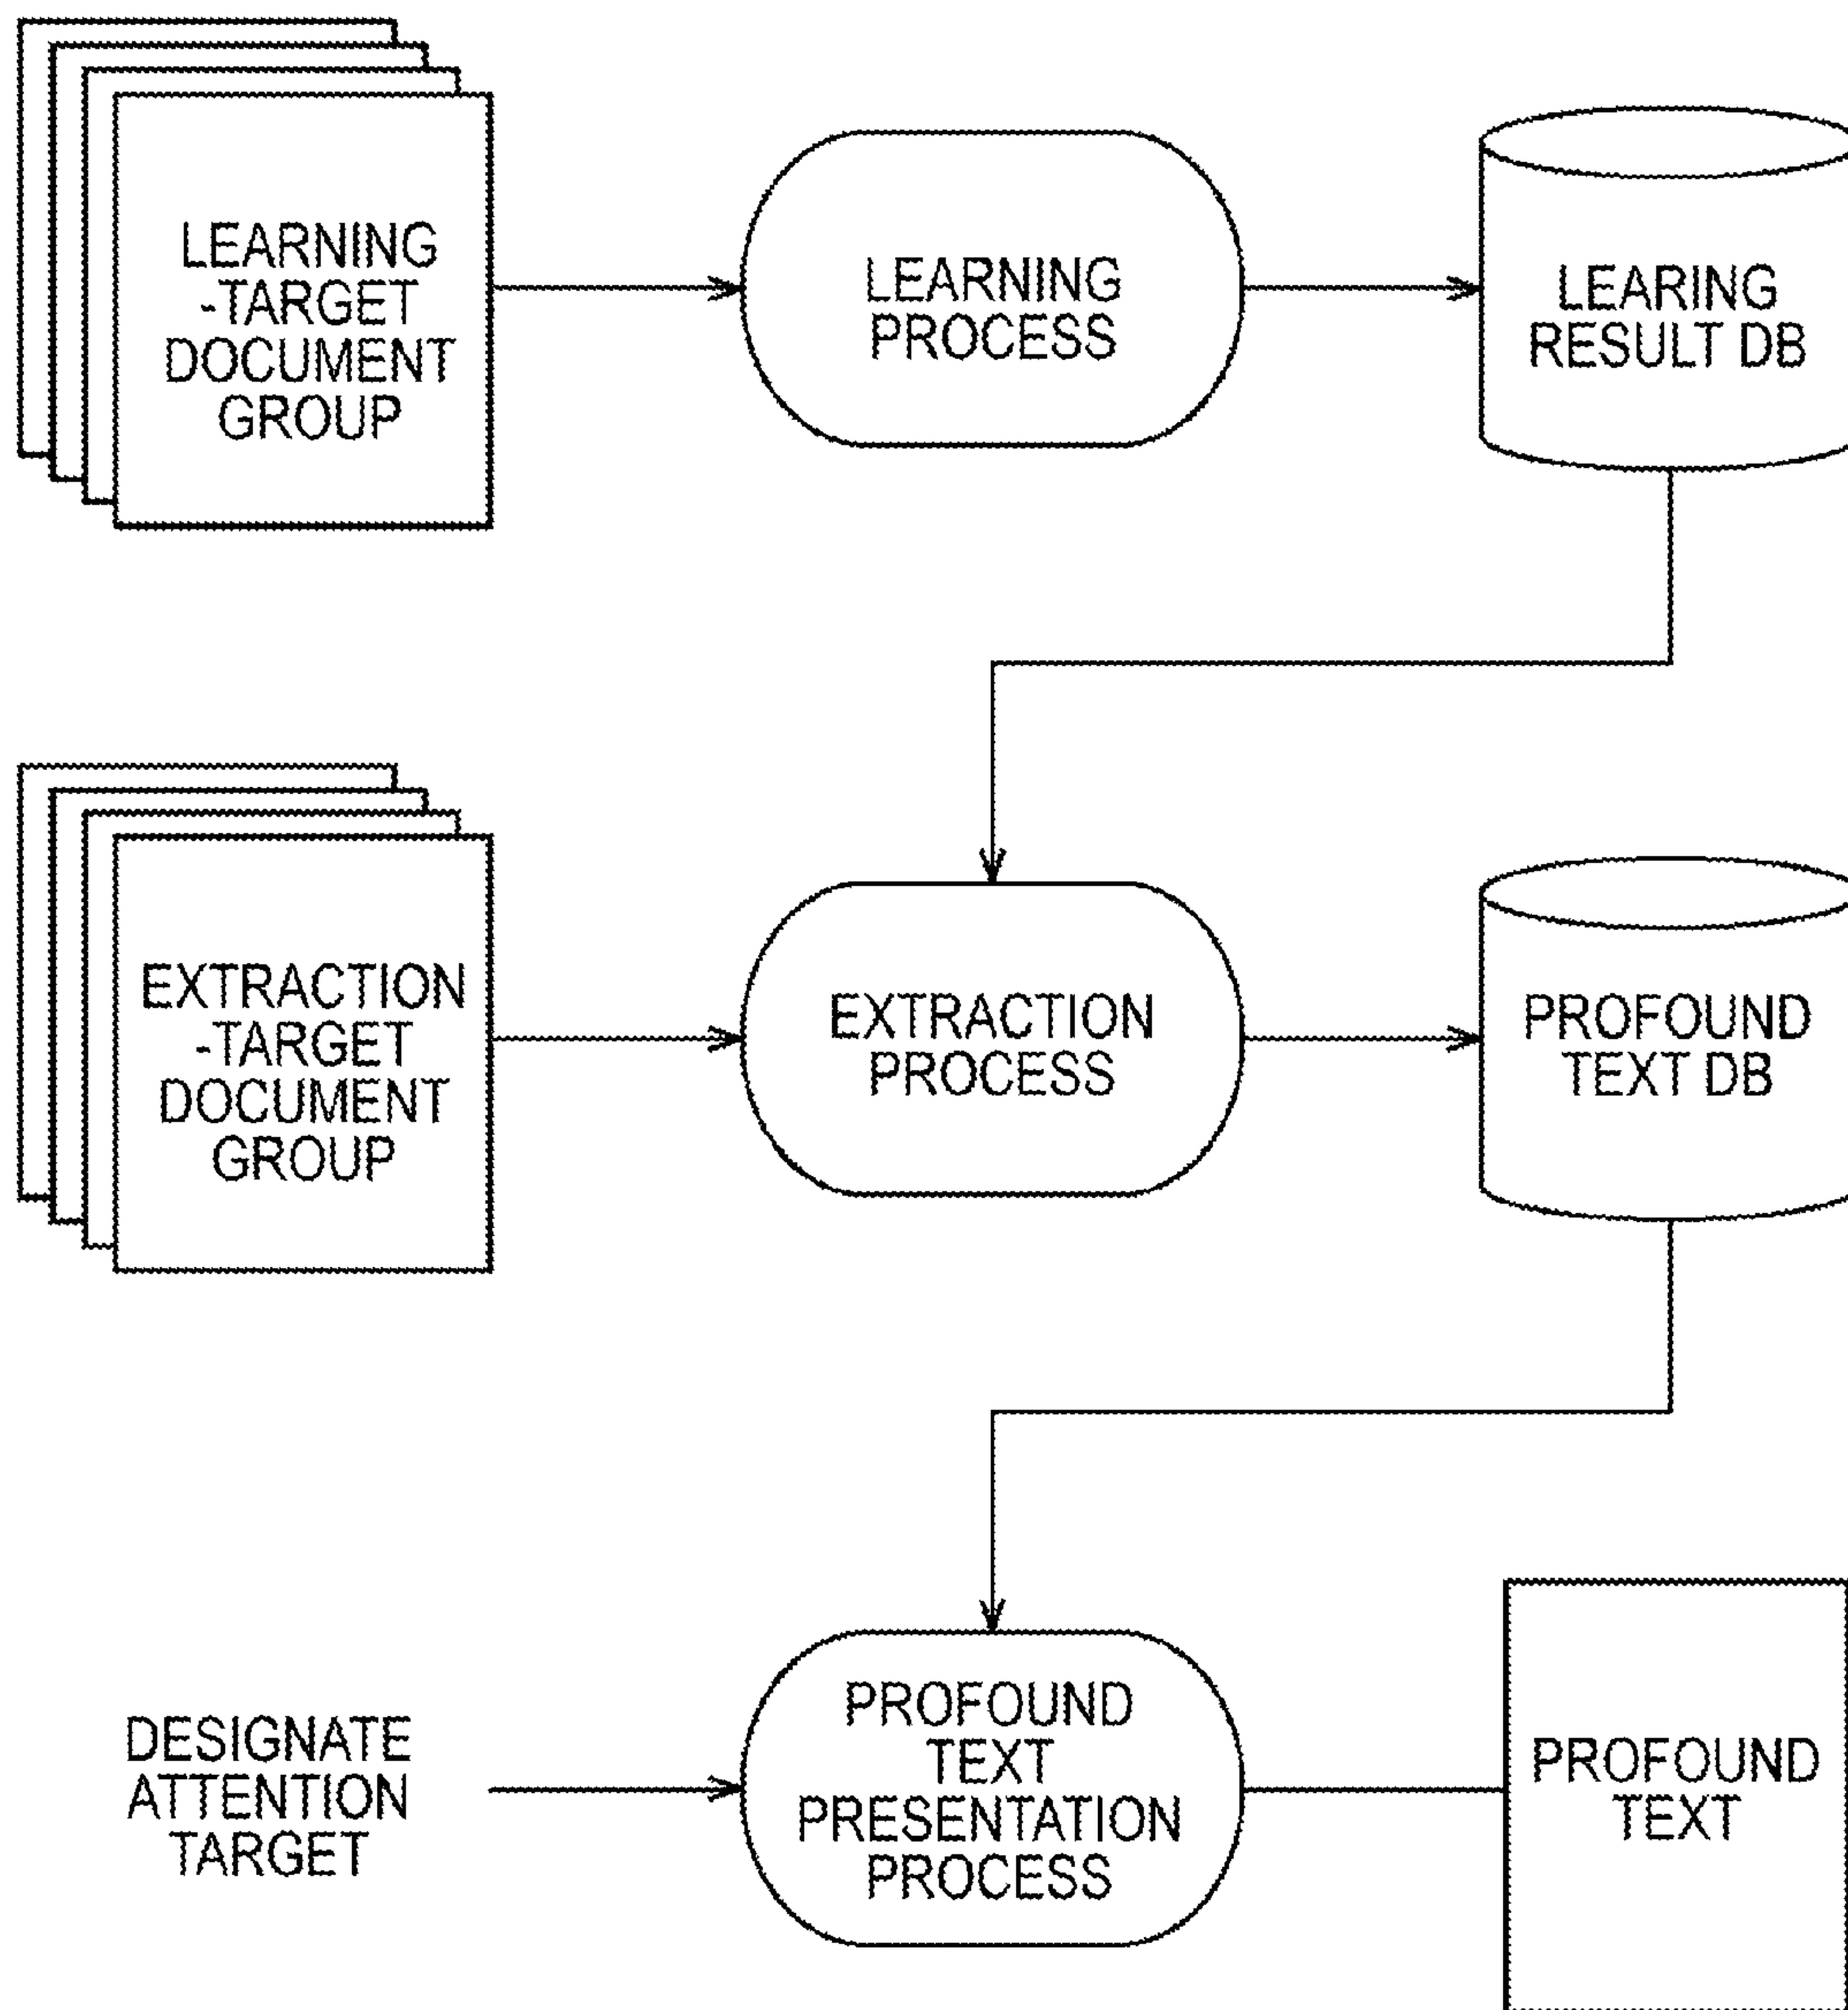 LEARNING
-TARGET
DOCUMENT
GROUP
LEARNING
PROCESS
LEARING
RESULT DB
EXTRACTION
-TARGET
DOCUMENT
GROUP
EXTRACTION
PROCESS
PROFOUND
TEXT DB
DESIGNATE
ATTENTION
TARGET
PROFOUND
TEXT
PRESENTATION
PROCESS
PROFOUND
TEXT